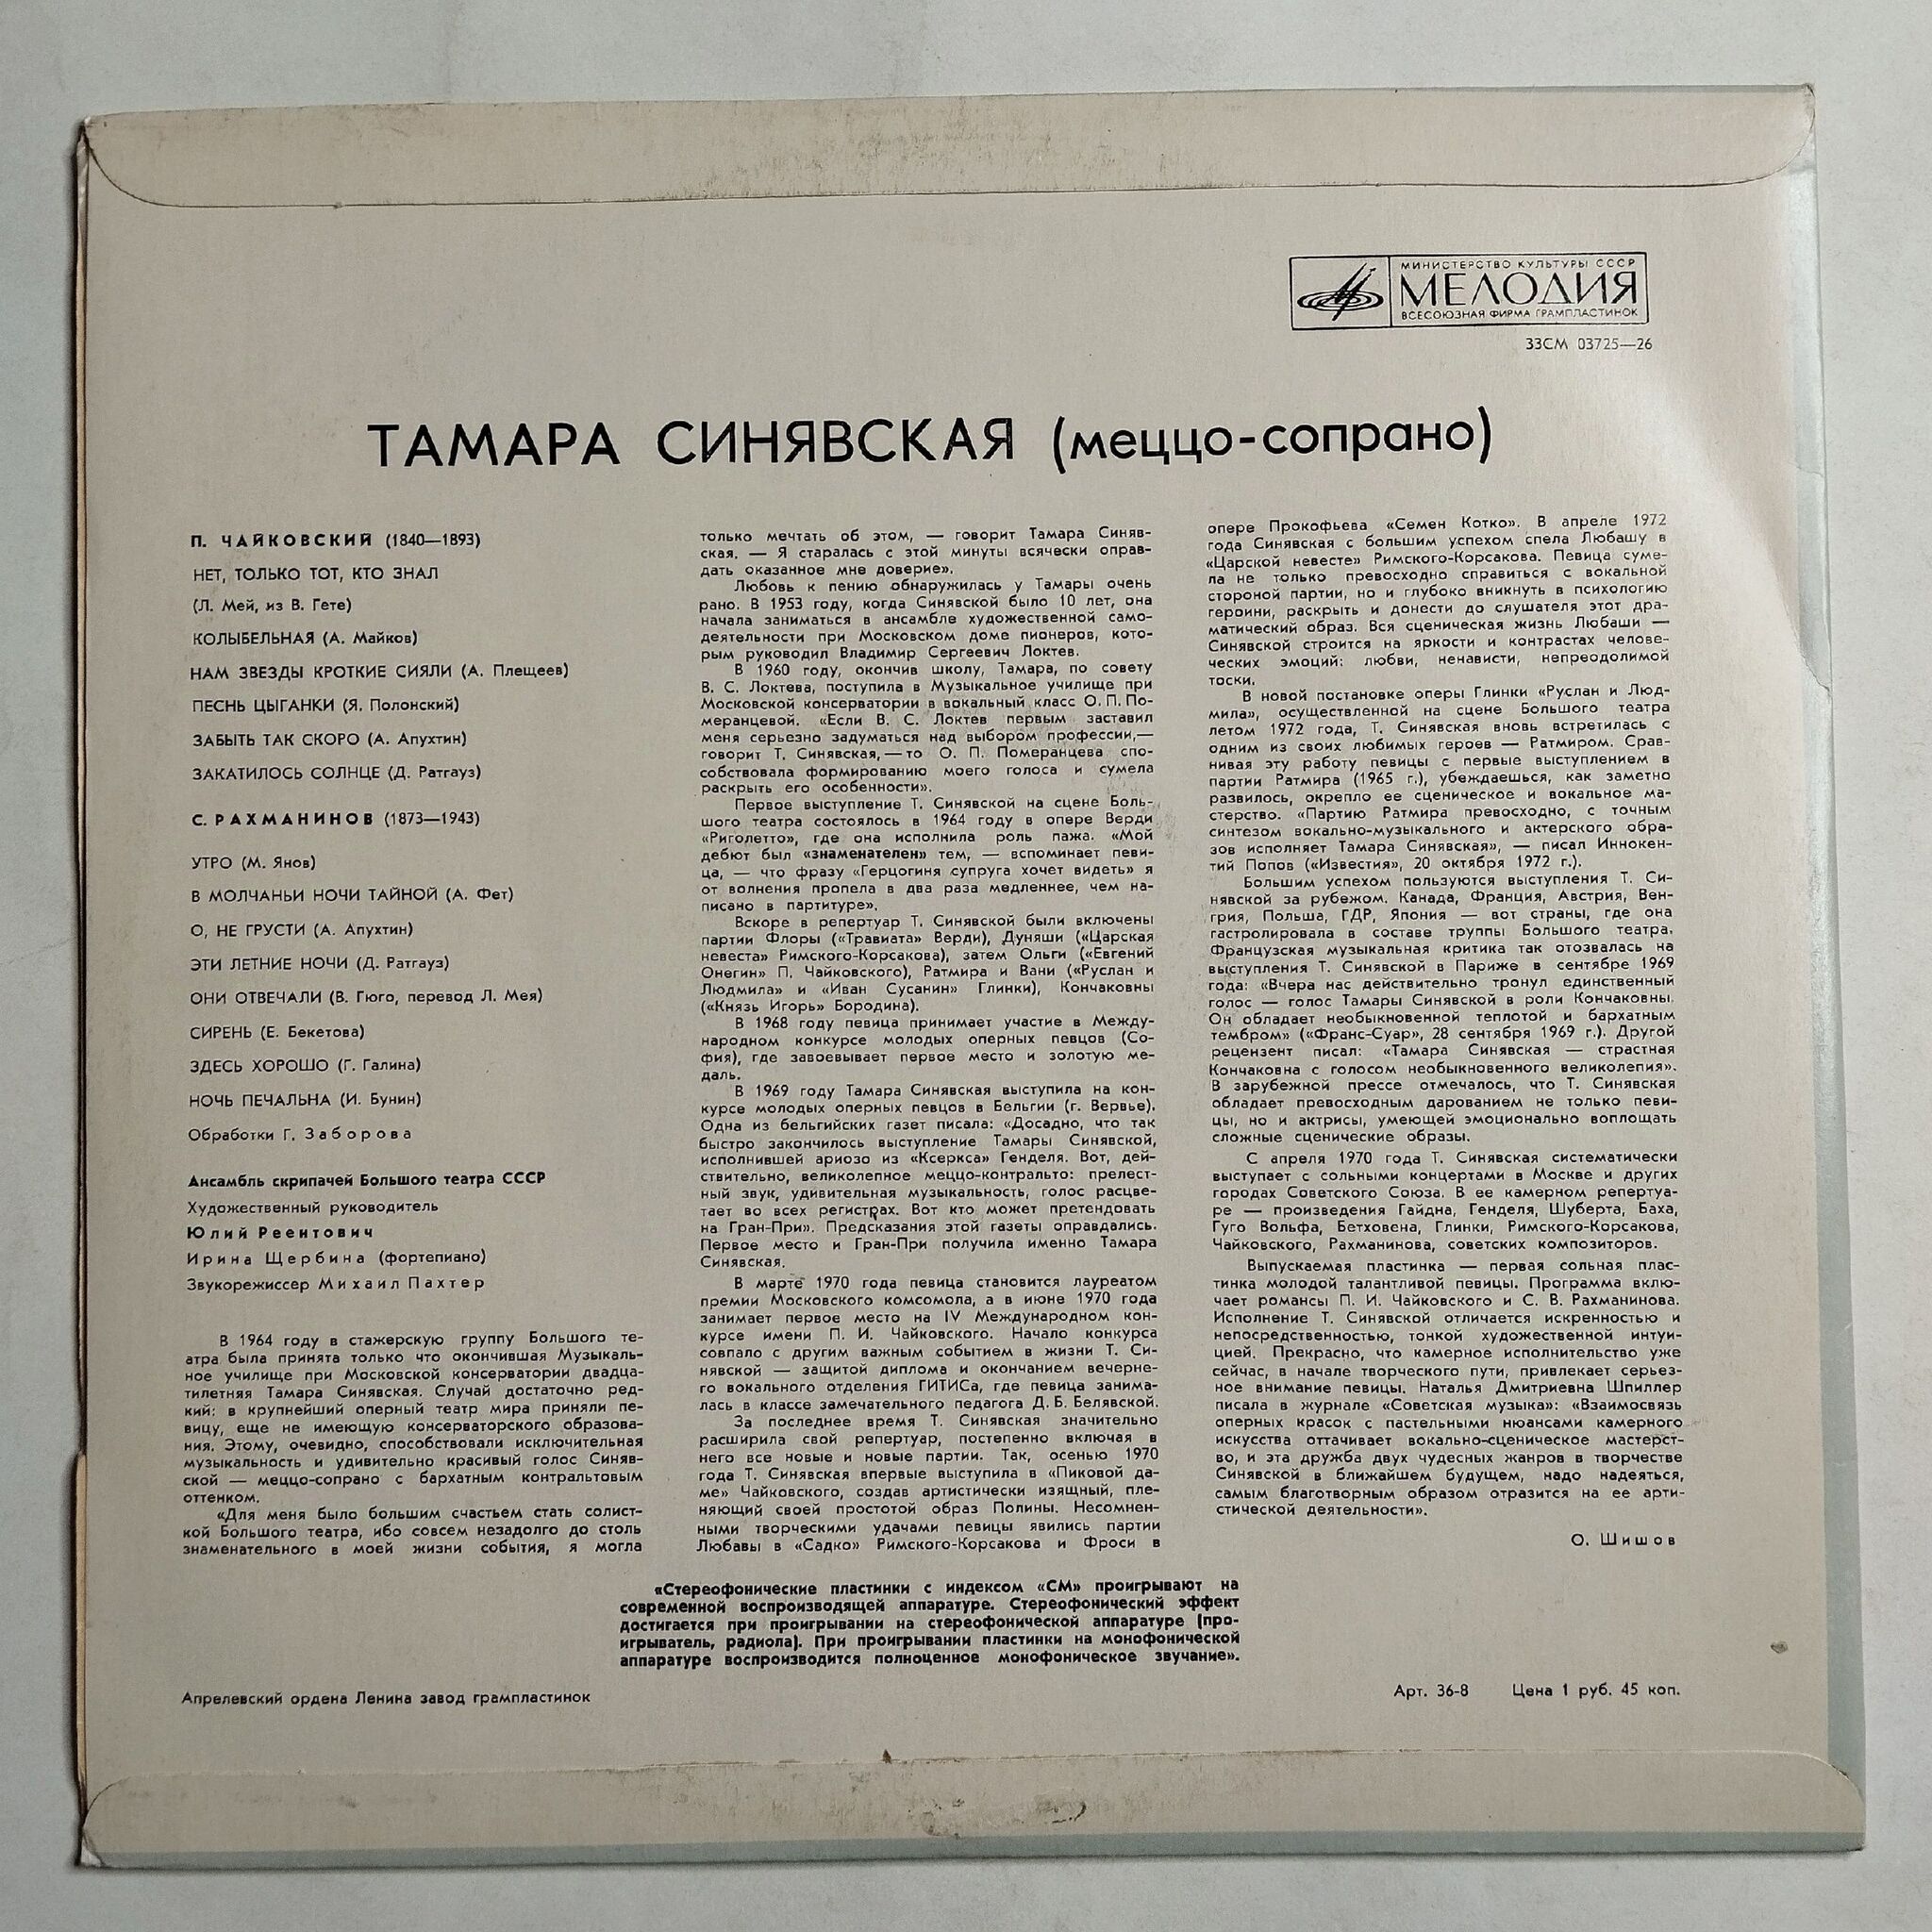 МИНИСТЕРСТВО КУЛЬТУРЫ СССР
МЕЛОДИЯ
ВСЕСОЮЗНАЯ ФИРМА ГРАМПЛАСТИНОК
33СМ 03725—26
ТАМАРА СИНЯВСКАЯ (меццо-сопрано)
П. ЧАЙКОВСКИЙ (1840—1893)
НЕТ, ТОЛЬКО ТОТ, КТО ЗНАЛ
(Л. Мей, из В. Гете)
КОЛЫБЕЛЬНАЯ (А. Майков)
НАМ ЗВЕЗДЫ КРОТКИЕ СИЯЛИ (А. Плещеев)
ПЕСНЬ ЦЫГАНКИ (Я. Полонский)
ЗАБЫТЬ ТАК СКОРО (А. Апухтин)
ЗАКАТИЛОСЬ СОЛНЦЕ (Д. Ратгауз)
С. РАХМАНИНОВ (1873—1943)
УТРО (М. Янов)
В МОЛЧАНЬИ НОЧИ ТАЙНОЙ (А. Фет)
О, НЕ ГРУСТИ (А. Апухтин)
ЭТИ ЛЕТНИЕ НОЧИ (Д. Ратгауз)
ОНИ ОТВЕЧАЛИ (В. Гюго, перевод Л. Мея)
СИРЕНЬ (Е. Бекетова)
ЗДЕСЬ ХОРОШО (Г. Галина)
НОЧЬ ПЕЧАЛЬНА (И. Бунин)
Обработки Г. Заборова
Ансамбль скрипачей Большого театра СССР
Художественный руководитель
Юлий Реентович
Ирина Щербина (фортепиано)
Звукорежиссер Михаил Пахтер
В 1964 году в стажерскую группу Большого те-
атра была принята только что окончившая Музыкаль-
ное училище при Московской консерватории двадца-
тилетняя Тамара Синявская. Случай достаточно ред-
кий: в крупнейший оперный театр мира приняли пе-
вицу, еще не имеющую консерваторского образова-
ния. Этому, очевидно, способствовали исключительная
музыкальность и удивительно красивый голос Синяв-
ской — меццо-сопрано с бархатным контральтовым
оттенком.
«Для меня было большим счастьем стать солист-
кой Большого театра, ибо совсем незадолго до столь
знаменательного в моей жизни события, я могла
только мечтать об этом, — говорит Тамара Синяв-
ская. — Я старалась с этой минуты всячески оправ-
дать оказанное мне доверие».
Любовь к пению обнаружилась у Тамары очень
рано. В 1953 году, когда Синявской было 10 лет, она
начала заниматься в ансамбле художественной само-
деятельности при Московском доме пионеров, кото-
рым руководил Владимир Сергеевич Локтев.
В 1960 году, окончив школу, Тамара, по совету
В. С. Локтева, поступила в Музыкальное училище при
Московской консерватории в вокальный класс О. П. По-
меранцевой. «Если В. С. Локтев первым заставил
меня серьезно задуматься над выбором профессии,—
говорит Т. Синявская,—то О. П. Померанцева спо-
собствовала формированию моего голоса и сумела
раскрыть его особенности».
Первое выступление Т. Синявской на сцене Боль-
шого театра состоялось в 1964 году в опере Верди
«Риголетто», где она исполнила роль пажа. «Мой
дебют был «знаменателен» тем, — вспоминает певи-
ца, — что фразу «Герцогиня супруга хочет видеть» я
от волнения пропела в два раза медленнее, чем на-
писано в партитуре».
Вскоре в репертуар Т. Синявской были включены
партии Флоры («Травиата» Верди), Дуняши («Царская
невеста» Римского-Корсакова), затем Ольги («Евгений
Онегин» П. Чайковского), Ратмира и Вани («Руслан и
Людмила» и «Иван Сусанин» Глинки), Кончаковны
(«Князь Игорь» Бородина).
В 1968 году певица принимает участие в Между-
народном конкурсе молодых оперных певцов (Со-
фия), где завоевывает первое место и золотую ме-
даль.
В 1969 году Тамара Синявская выступила на кон-
курсе молодых оперных певцов в Бельгии (г. Вервье).
Одна из бельгийских газет писала: «Досадно, что так
быстро закончилось выступление Тамары Синявской,
исполнившей ариозо из «Ксеркса» Генделя. Вот, дей-
ствительно, великолепное меццо-контральто: прелест-
ный звук, удивительная музыкальность, голос расцве-
тает во всех регистрах. Вот кто может претендовать
на Гран-При». Предсказания этой газеты оправдались.
Первое место и Гран-При получила именно Тамара
Синявская.
В марте 1970 года певица становится лауреатом
премии Московского комсомола, а в июне 1970 года
занимает первое место на IV Международном кон-
курсе имени П. И. Чайковского. Начало конкурса
совпало с другим важным событием в жизни Т. Си-
нявской — защитой диплома и окончанием вечерне-
го вокального отделения ГИТИСа, где певица занима-
лась в классе замечательного педагога Д. Б. Белявской.
За последнее время Т. Синявская значительно
расширила свой репертуар, постепенно включая в
него все новые и новые партии. Так, осенью 1970
года Т. Синявская впервые выступила в «Пиковой да-
ме» Чайковского, создав артистически изящный, пле-
няющий своей простотой образ Полины. Несомнен-
ными творческими удачами певицы явились партии
Любавы в «Садко» Римского-Корсакова и Фроси в
опере Прокофьева «Семен Котко». В апреле 1972
года Синявская с большим успехом спела Любашу в
«Царской невесте» Римского-Корсакова. Певица суме-
ла не только превосходно справиться с вокальной
стороной партии, но и глубоко вникнуть в психологию
героини, раскрыть и донести до слушателя этот дра-
матический образ. Вся сценическая жизнь Любаши —
Синявской строится на яркости и контрастах челове-
ческих эмоций: любви, ненависти, непреодолимой
тоски.
В новой постановке оперы Глинки «Руслан и Люд-
мила», осуществленной на сцене Большого театра
летом 1972 года, Т. Синявская вновь встретилась с
одним из своих любимых героев — Ратмиром. Срав-
нивая эту работу певицы с первые выступлением в
партии Ратмира (1965 г.), убеждаешься, как заметно
развилось, окрепло ее сценическое и вокальное ма-
стерство. «Партию Ратмира превосходно, с точным
синтезом вокально-музыкального и актерского обра-
зов исполняет Тамара Синявская», — писал Иннокен-
тий Попов («Известия», 20 октября 1972 г.).
Большим успехом пользуются выступления Т. Си-
нявской за рубежом. Канада, Франция, Австрия, Вен-
грия, Польша, ГДР, Япония — вот страны, где она
гастролировала в составе труппы Большого театра.
Французская музыкальная критика так отозвалась на
выступления Т. Синявской в Париже в сентябре 1969
года: «Вчера нас действительно тронул единственный
голос — голос Тамары Синявской в роли Кончаковны.
Он обладает необыкновенной теплотой и бархатным
тембром» («Франс-Суар», 28 сентября 1969 г.). Другой
рецензент писал: «Тамара Синявская — страстная
Кончаковна с голосом необыкновенного великолепия».
В зарубежной прессе отмечалось, что Т. Синявская
обладает превосходным дарованием не только певи-
цы, но и актрисы, умеющей эмоционально воплощать
сложные сценические образы.
С апреля 1970 года Т. Синявская систематически
выступает с сольными концертами в Москве и других
городах Советского Союза. В ее камерном репертуа-
ре — произведения Гайдна, Генделя, Шуберта, Баха,
Гуго Вольфа, Бетховена, Глинки, Римского-Корсакова,
Чайковского, Рахманинова, советских композиторов.
Выпускаемая пластинка — первая сольная плас-
тинка молодой талантливой певицы. Программа вклю-
чает романсы П. И. Чайковского и С. В. Рахманинова.
Исполнение Т. Синявской отличается искренностью и
непосредственностью, тонкой художественной интуи-
цией. Прекрасно, что камерное исполнительство уже
сейчас, в начале творческого пути, привлекает серьез-
ное внимание певицы. Наталья Дмитриевна Шпиллер
писала в журнале «Советская музыка»: «Взаимосвязь
оперных красок с пастельными нюансами камерного
искусства оттачивает вокально-сценическое мастерст-
во, и эта дружба двух чудесных жанров в творчестве
Синявской в ближайшем будущем, надо надеяться,
самым благотворным образом отразится на ее арти-
стической деятельности».
О. Шишов
«Стереофонические пластинки с индексом «СМ» проигрывают на
современной воспроизводящей аппаратуре. Стереофонический эффект
достигается при проигрывании на стереофонической аппаратуре (про-
игрыватель, радиола). При проигрывании пластинки на монофонической
аппаратуре воспроизводится полноценное монофоническое звучание».
Апрелевский ордена Ленина завод грампластинок
Арт. 36-8 Цена 1 руб. 45 коп.